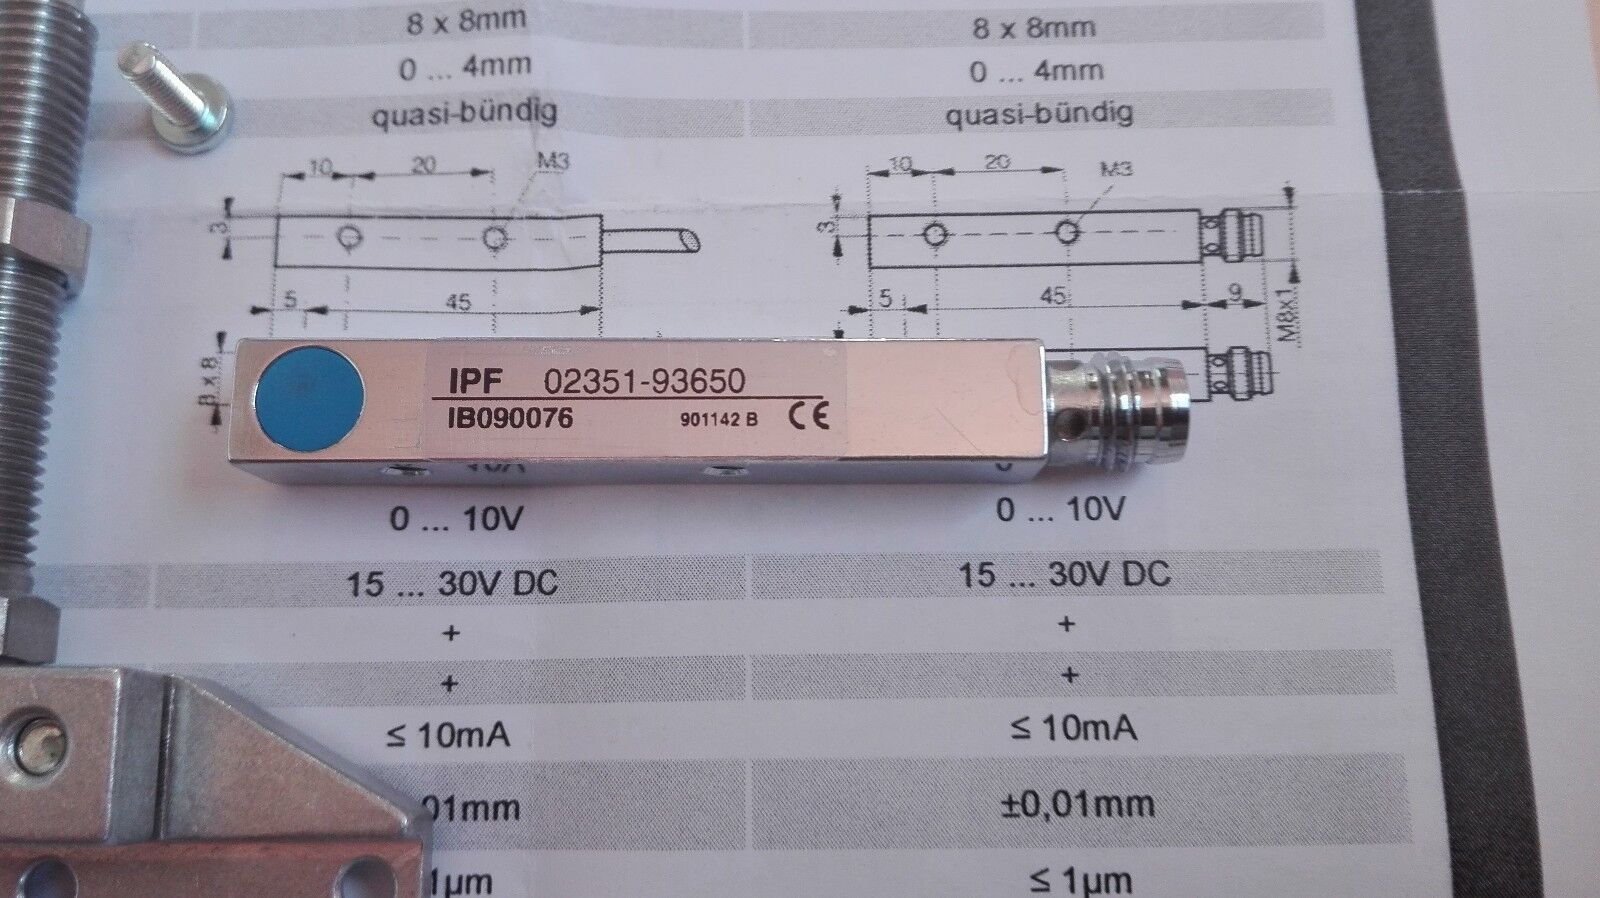 8 x 8mm 8 x 8mm
0 ... 4mm 0 ... 4mm
quasi-bündig quasi-bündig
10 20 M3 10 20 M3
3 3
5 45 5 45 9
M8x1
8 x 8
IPF 02351-93650
IB090076 901142 B CE
0 ... 10V 0 ... 10V
15 ... 30V DC 15 ... 30V DC
+ +
+ +
≤ 10mA ≤ 10mA
01mm ±0,01mm
1µm ≤ 1µm